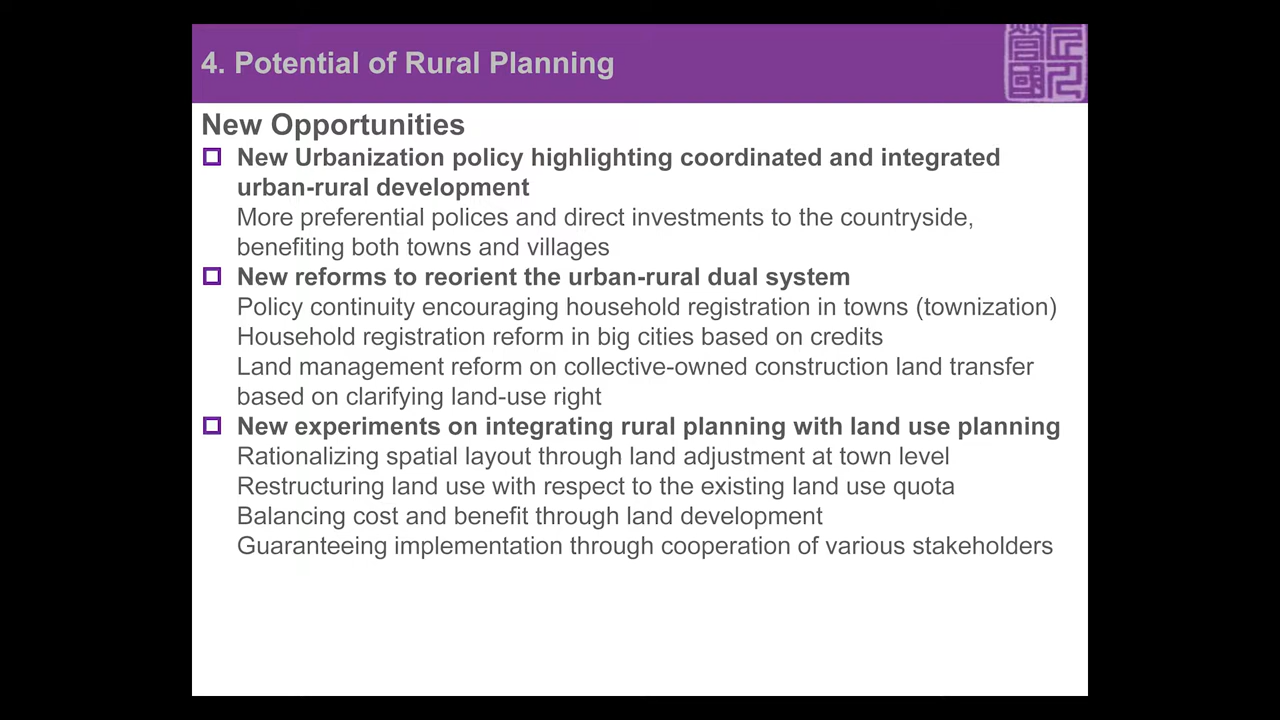 4. Potential of Rural Planning
New Opportunities
New Urbanization policy highlighting coordinated and integrated
urban-rural development
More preferential polices and direct investments to the countryside,
benefiting both towns and villages
New reforms to reorient the urban-rural dual system
Policy continuity encouraging household registration in towns (townization)
Household registration reform in big cities based on credits
Land management reform on collective-owned construction land transfer
based on clarifying land-use right
New experiments on integrating rural planning with land use planning
Rationalizing spatial layout through land adjustment at town level
Restructuring land use with respect to the existing land use quota
Balancing cost and benefit through land development
Guaranteeing implementation through cooperation of various stakeholders